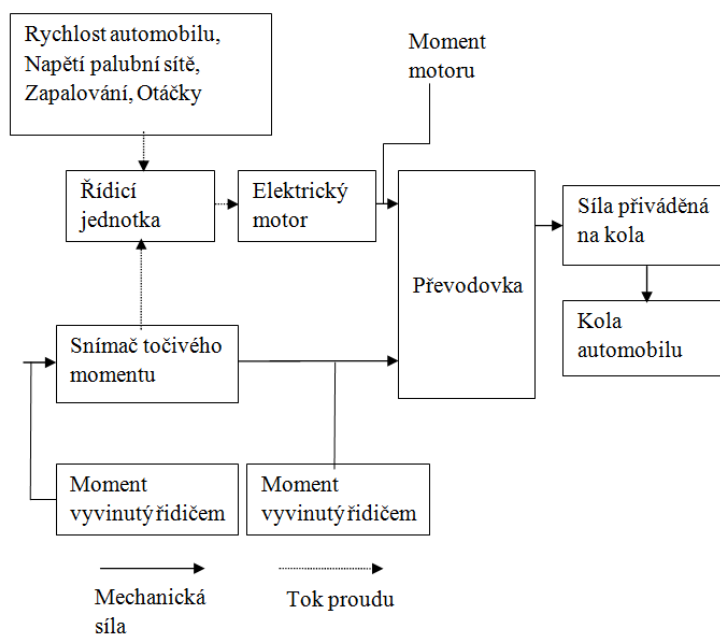 Rychlost automobilu,
Napětí palubní sítě,
Zapalování, Otáčky
Moment
motoru
Řídicí
jednotka
Elektrický
motor
Převodovka
Síla přiváděná
na kola
Kola
automobilu
Snímač točivého
momentu
Moment
vyvinutý řidičem
Moment
vyvinutý řidičem
Mechanická
síla
Tok proudu